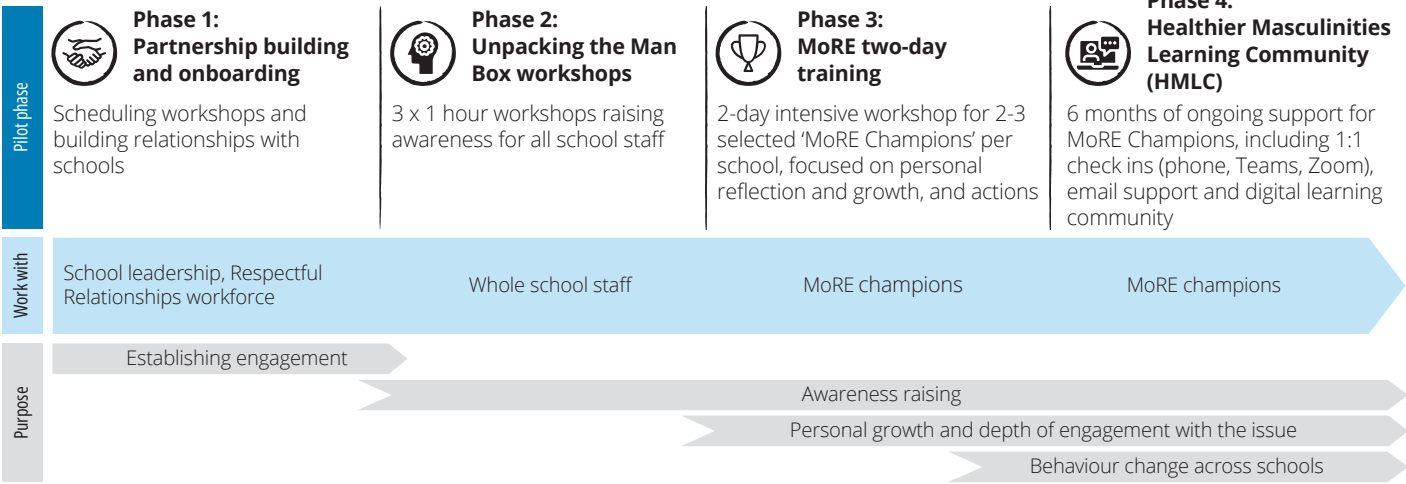 Pilot phase
Phase 1:
Partnership building
and onboarding
Scheduling workshops and
building relationships with
schools
Phase 2:
Unpacking the Man
Box workshops
3 x 1 hour workshops raising
awareness for all school staff
Phase 3:
MoRE two-day
training
2-day intensive workshop for 2-3
selected ‘MoRE Champions’ per
school, focused on personal
reflection and growth, and actions
Phase 4:
Healthier Masculinities
Learning Community
(HMLC)
6 months of ongoing support for
MoRE Champions, including 1:1
check ins (phone, Teams, Zoom),
email support and digital learning
community
Work with
School leadership, Respectful
Relationships workforce
Whole school staff
MoRE champions
MoRE champions
Purpose
Establishing engagement
Awareness raising
Personal growth and depth of engagement with the issue
Behaviour change across schools